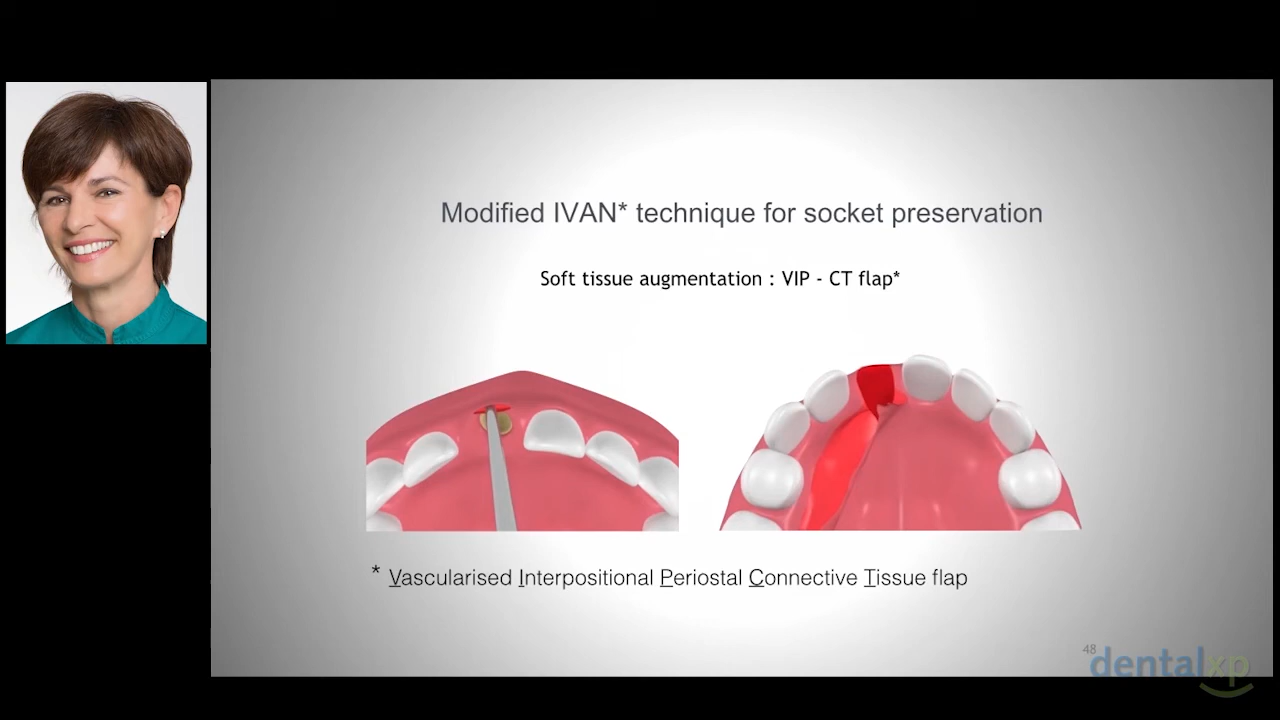 Modified IVAN* technique for socket preservation
Soft tissue augmentation : VIP - CT flap*
* Vascularised Interpositional Periostal Connective Tissue flap
48
dentalxp